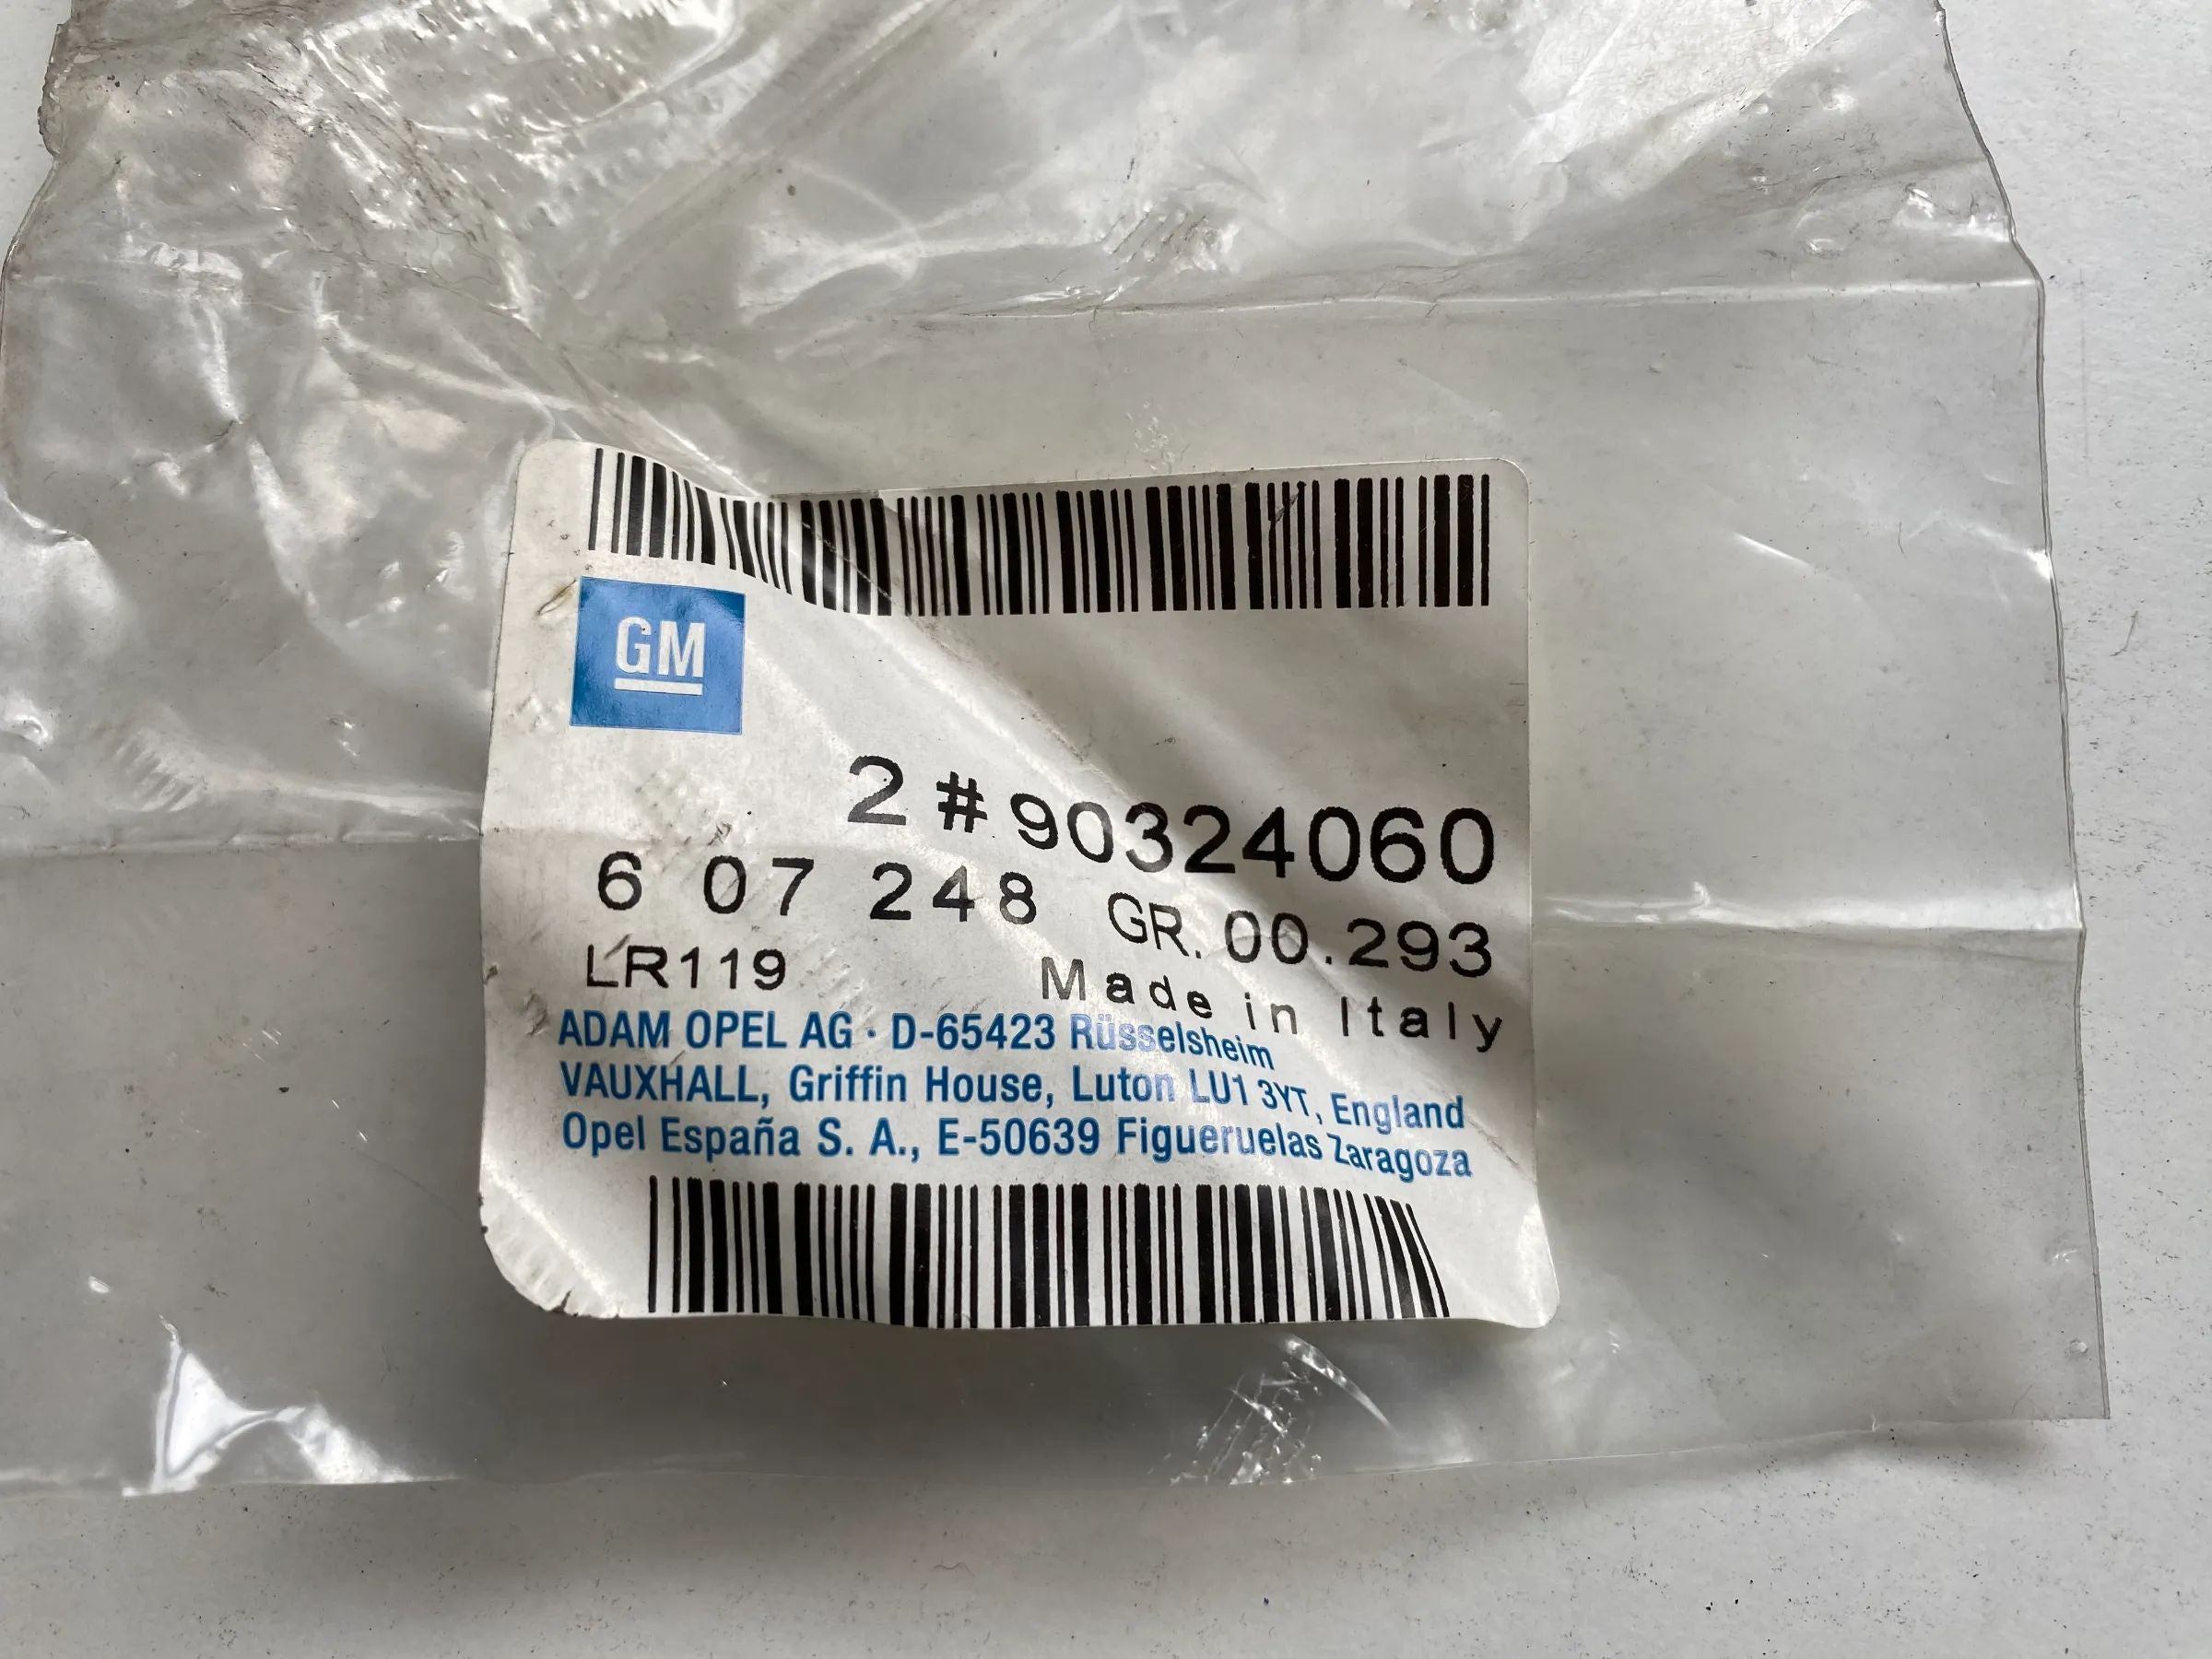 GM
2 # 90324060
6 07 248 GR. 00.293
LR119 Made in Italy
ADAM OPEL AG · D-65423 Rüsselsheim
VAUXHALL, Griffin House, Luton LU1 3YT, England
Opel España S. A., E-50639 Figueruelas Zaragoza